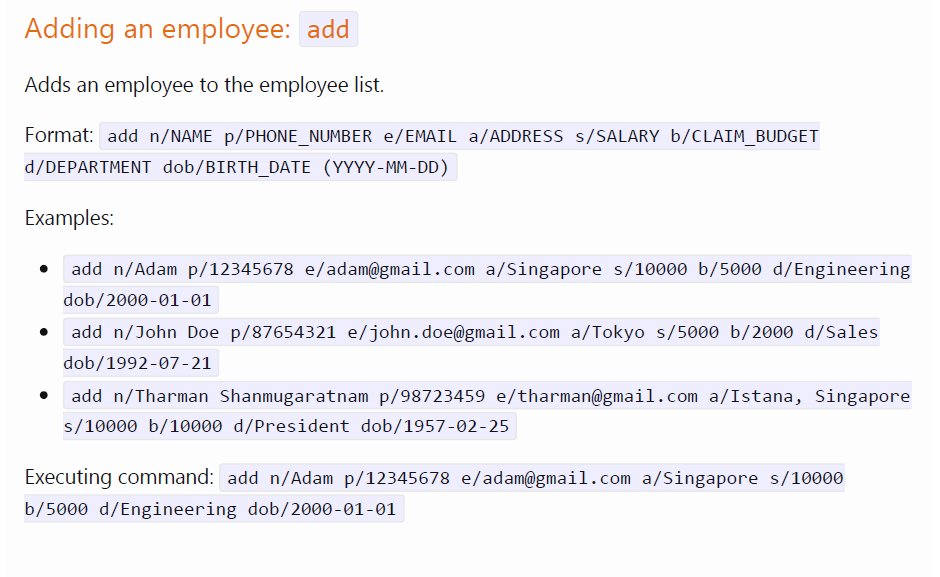 Adding an employee: add
Adds an employee to the employee list.
Format: add n/NAME p/PHONE_NUMBER e/EMAIL a/ADDRESS s/SALARY b/CLAIM_BUDGET
d/DEPARTMENT dob/BIRTH_DATE (YYYY-MM-DD)
Examples:
add n/Adam p/12345678 e/adam@gmail.com a/Singapore s/10000 b/5000 d/Engineering
dob/2000-01-01
add n/John Doe p/87654321 e/john.doe@gmail.com a/Tokyo s/5000 b/2000 d/Sales
dob/1992-07-21
add n/Tharman Shanmugaratnam p/98723459 e/tharman@gmail.com a/Istana, Singapore
s/10000 b/10000 d/President dob/1957-02-25
Executing command: add n/Adam p/12345678 e/adam@gmail.com a/Singapore s/10000
b/5000 d/Engineering dob/2000-01-01